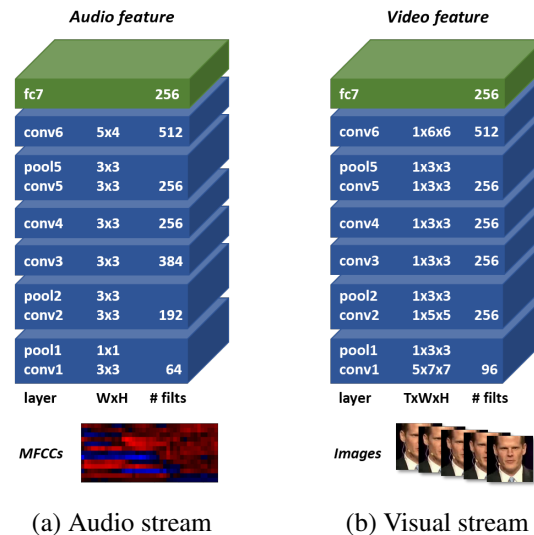 Audio feature
fc7 256
conv6 5x4 512
pool5 3x3
conv5 3x3 256
conv4 3x3 256
conv3 3x3 384
pool2 3x3
conv2 3x3 192
pool1 1x1
conv1 3x3 64
layer WxH # filts
MFCCs
(a) Audio stream
Video feature
fc7 256
conv6 1x6x6 512
pool5 1x3x3
conv5 1x3x3 256
conv4 1x3x3 256
conv3 1x3x3 256
pool2 1x3x3
conv2 1x5x5 256
pool1 1x3x3
conv1 5x7x7 96
layer TxWxH # filts
Images
(b) Visual stream